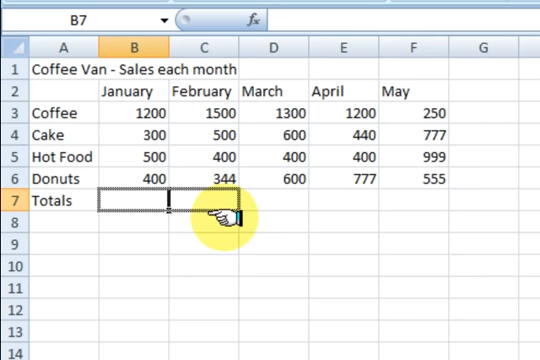 B7 fx
A B C D E F G
1 Coffee Van - Sales each month
2 January February March April May
3 Coffee 1200 1500 1300 1200 250
4 Cake 300 500 600 440 777
5 Hot Food 500 400 400 400 999
6 Donuts 400 344 600 777 555
7 Totals
8
9
10
11
12
13
14